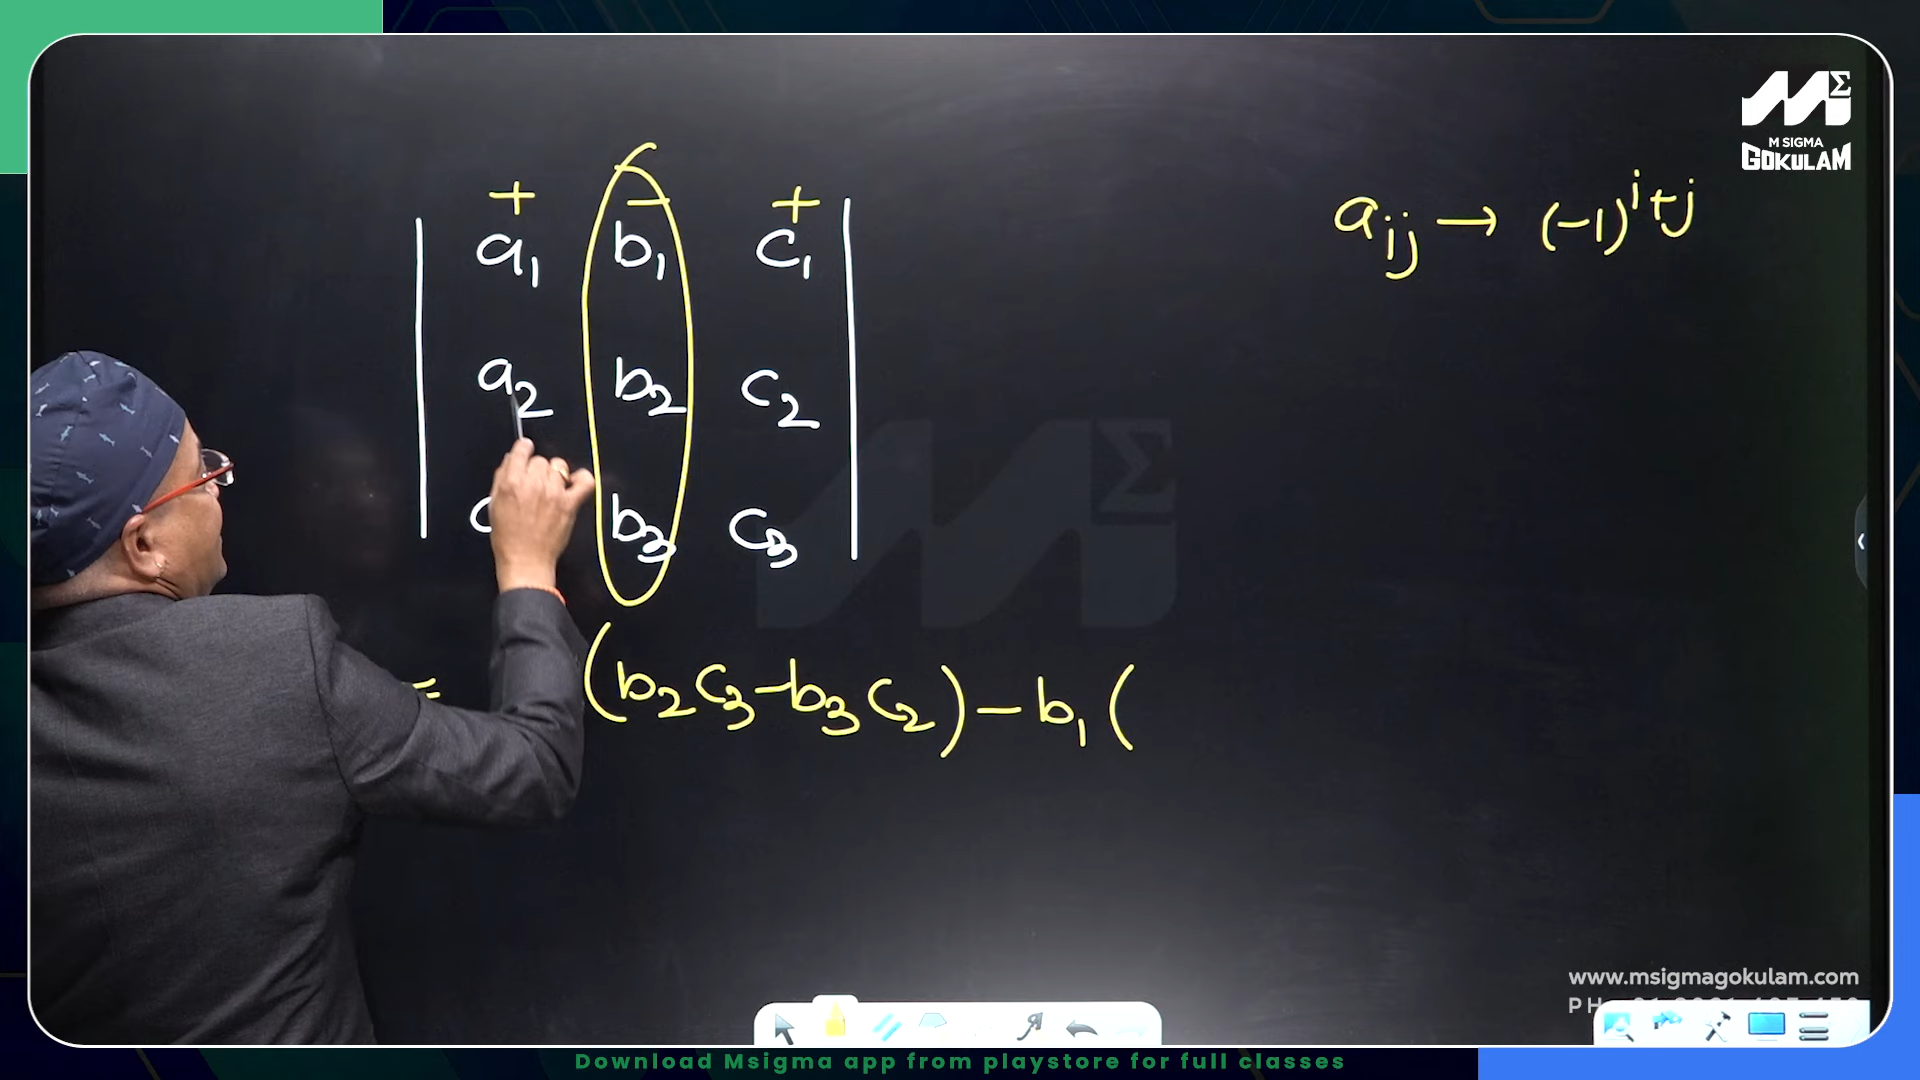 M SIGMA
GOKULAM
+ − +
a₁ b₁ c₁
a₂ b₂ c₂
b₃ c₃
aᵢⱼ → (-1)ⁱ⁺ʲ
= (b₂c₃-b₃c₂) - b₁(
www.msigmagokulam.com
Download Msigma app from playstore for full classes